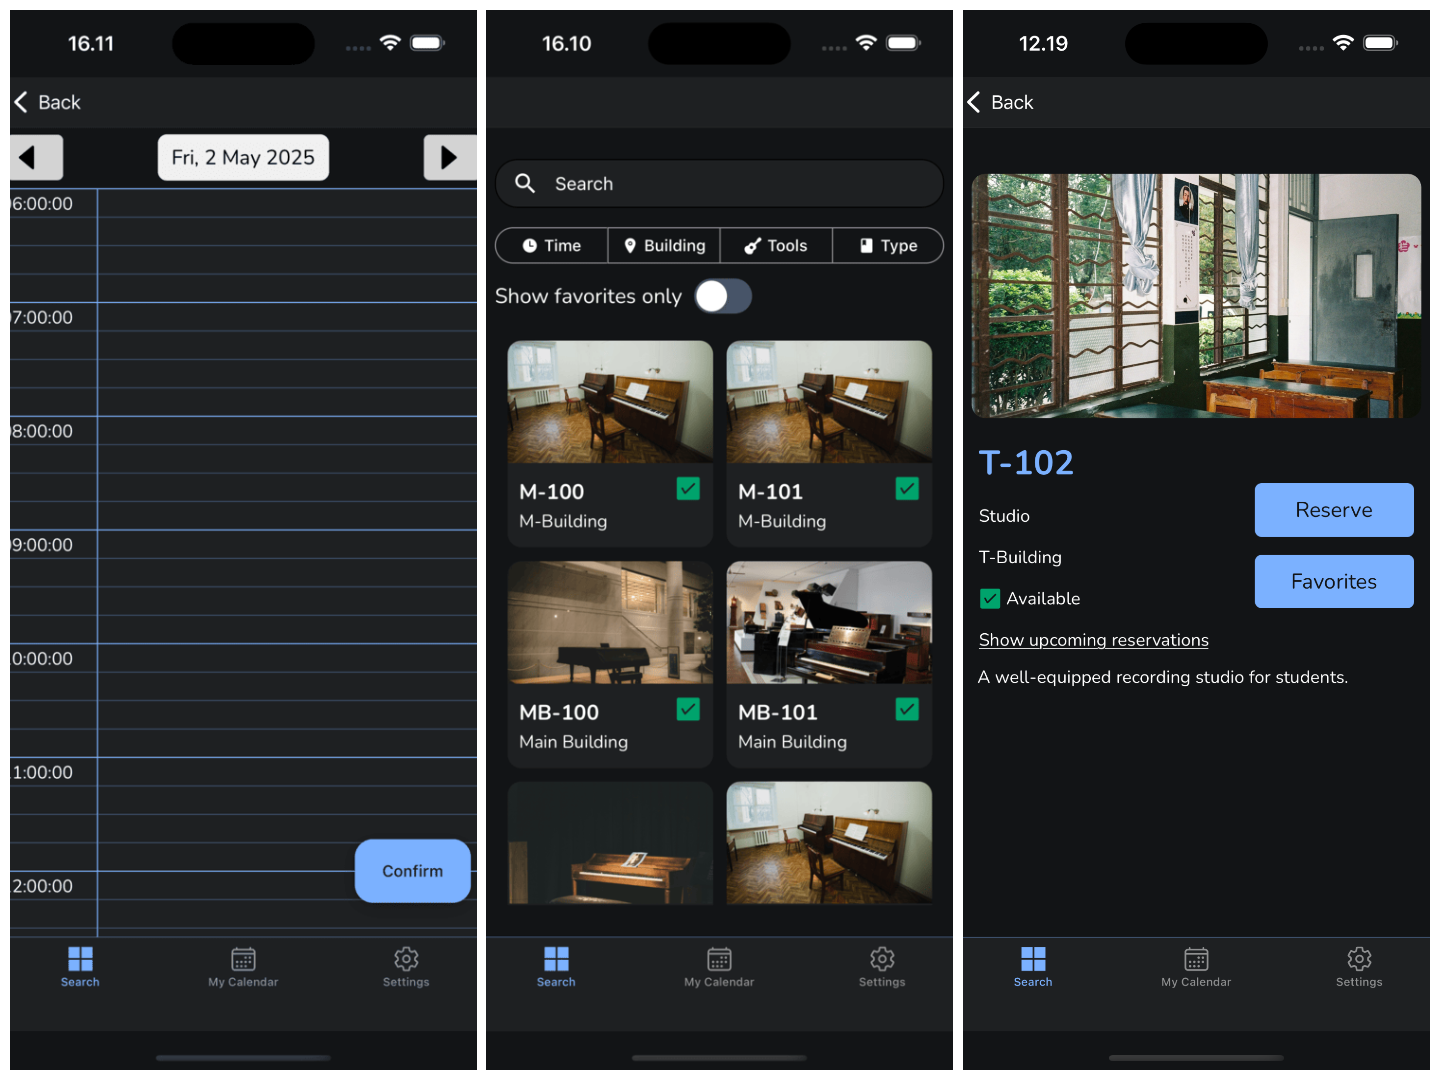 16.11
Back
Fri, 2 May 2025
6:00:00
7:00:00
8:00:00
9:00:00
0:00:00
1:00:00
2:00:00
Confirm
Search
My Calendar
Settings
16.10
Search
Time
Building
Tools
Type
Show favorites only
M-100
M-Building
M-101
M-Building
MB-100
Main Building
MB-101
Main Building
Search
My Calendar
Settings
12.19
Back
T-102
Studio
T-Building
Available
Show upcoming reservations
A well-equipped recording studio for students.
Reserve
Favorites
Search
My Calendar
Settings